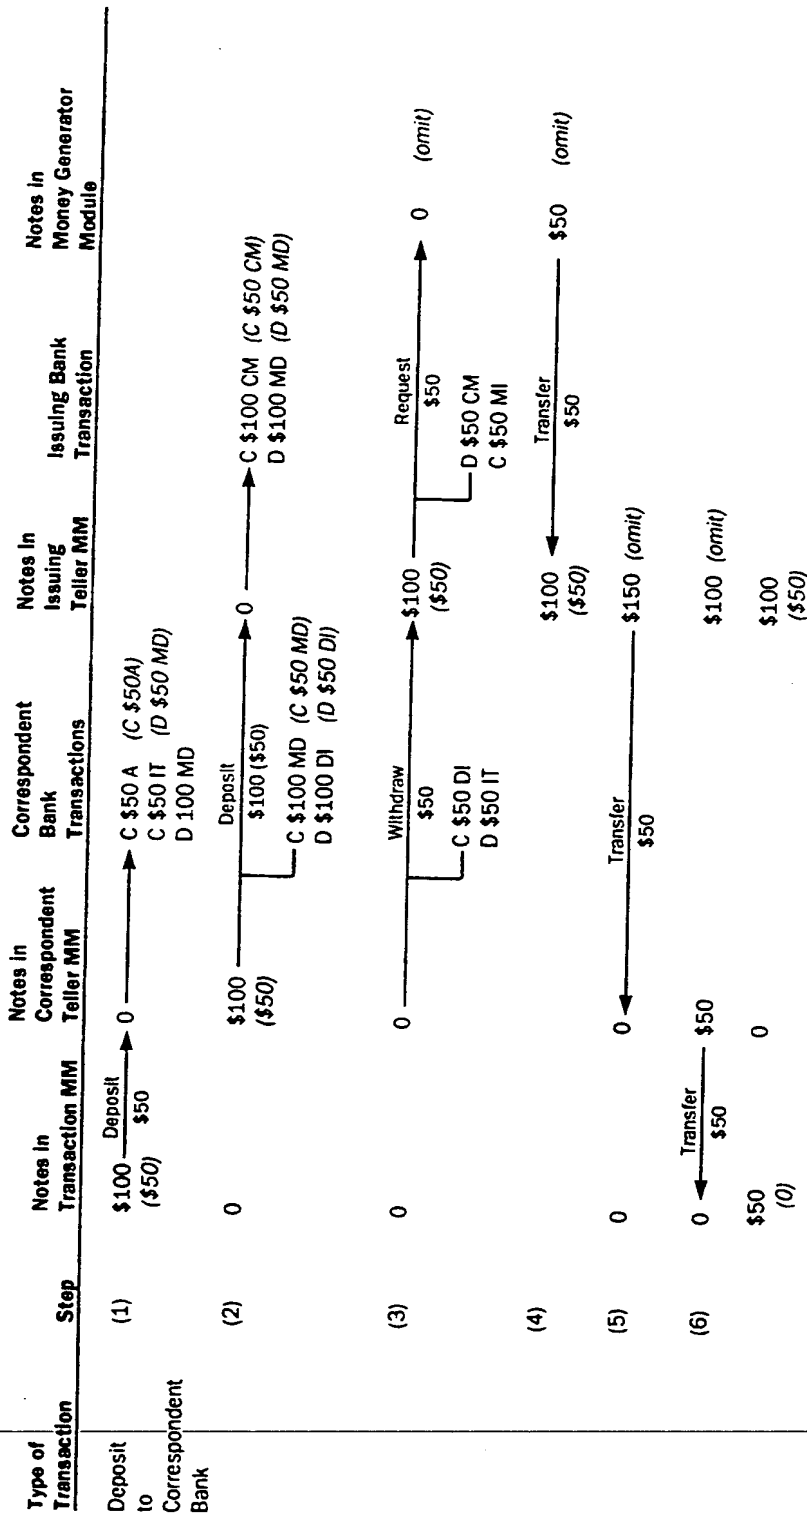 Type of Transaction
Step
Notes in Transaction MM
Notes in Correspondent Teller MM
Correspondent Bank Transactions
Notes in Issuing Teller MM
Issuing Bank Transaction
Notes in Money Generator Module
Deposit to Correspondent Bank
(1)
$100
($50)
Deposit
$50
0
C $50 A (C $50A)
C $50 IT (D $50 MD)
D 100 MD
(2)
0
$100
($50)
Deposit
$100 ($50)
C $100 MD (C $50 MD)
D $100 DI (D $50 DI)
0
C $100 CM (C $50 CM)
D $100 MD (D $50 MD)
(3)
0
0
Withdraw
$50
C $50 DI
D $50 IT
$100
($50)
Request
$50
D $50 CM
C $50 MI
0 (omit)
(4)
$100
($50)
Transfer
$50
$50 (omit)
(5)
0
0
Transfer
$50
$150 (omit)
(6)
0
Transfer
$50
$50
$100 (omit)
$50
(0)
0
$100
($50)